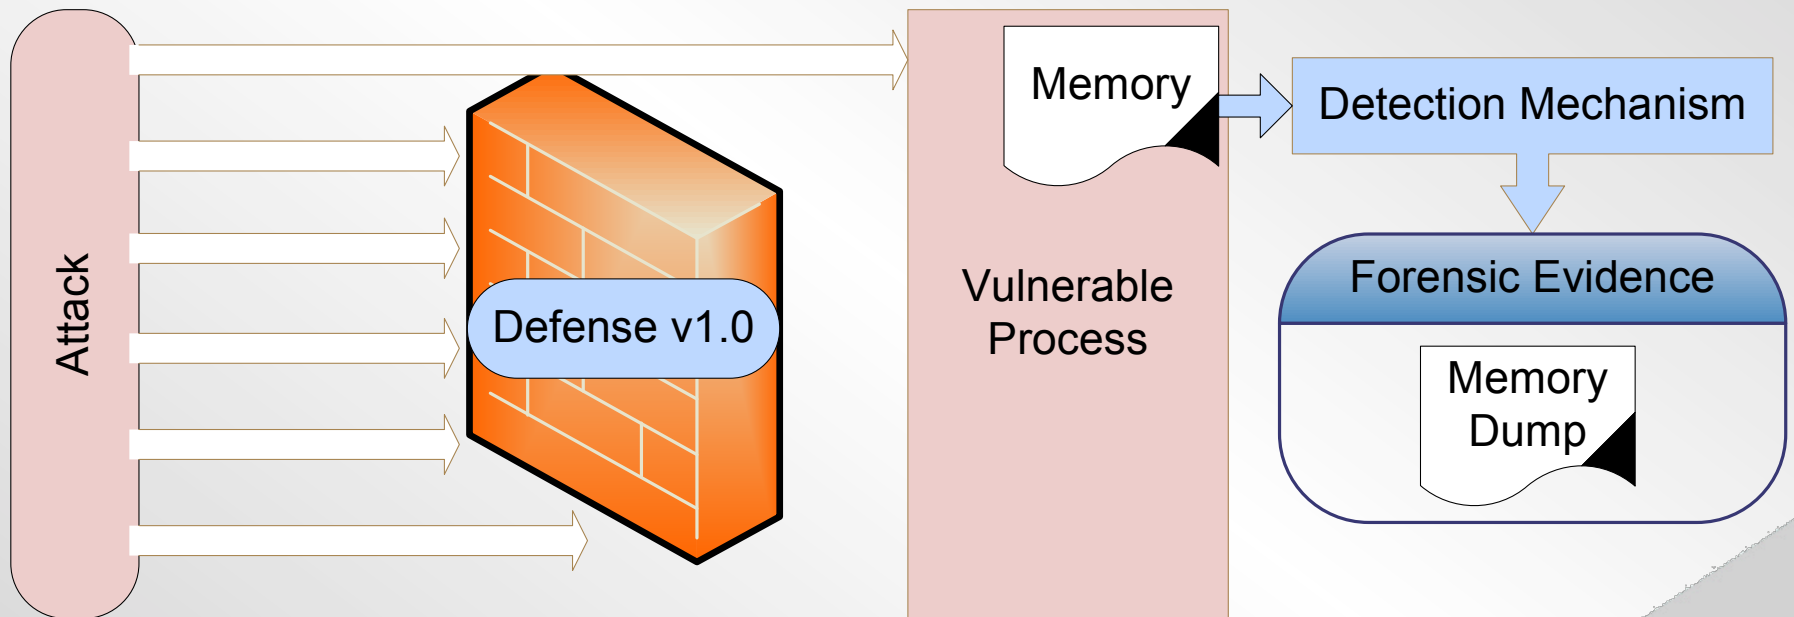 Attack
Defense v1.0
Vulnerable
Process
Memory
Detection Mechanism
Forensic Evidence
Memory
Dump